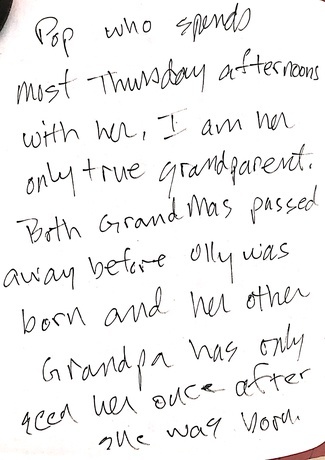 Pop who spends
most Thursday afternoons
with her, I am her
only true grandparent.
Both GrandMas passed
away before Olly was
born and her other
Grandpa has only
seen her once after
she was born.